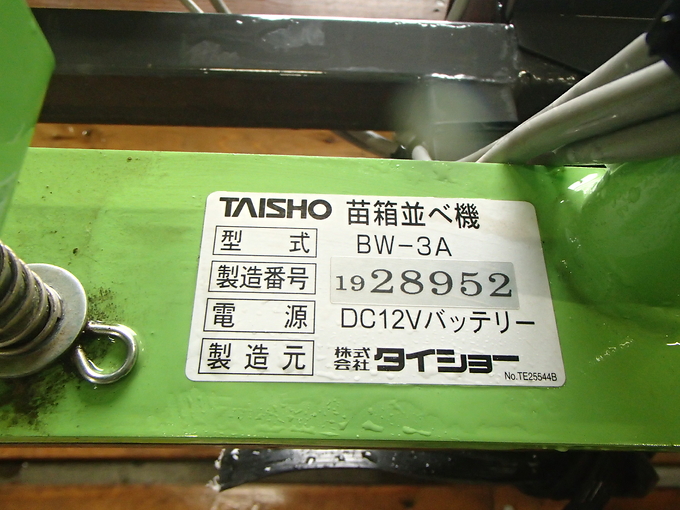 TAISHO 苗箱並べ機
型式 BW-3A
製造番号 1928952
電源 DC12Vバッテリー
製造元 株式会社 タイショー
No.TE25544B